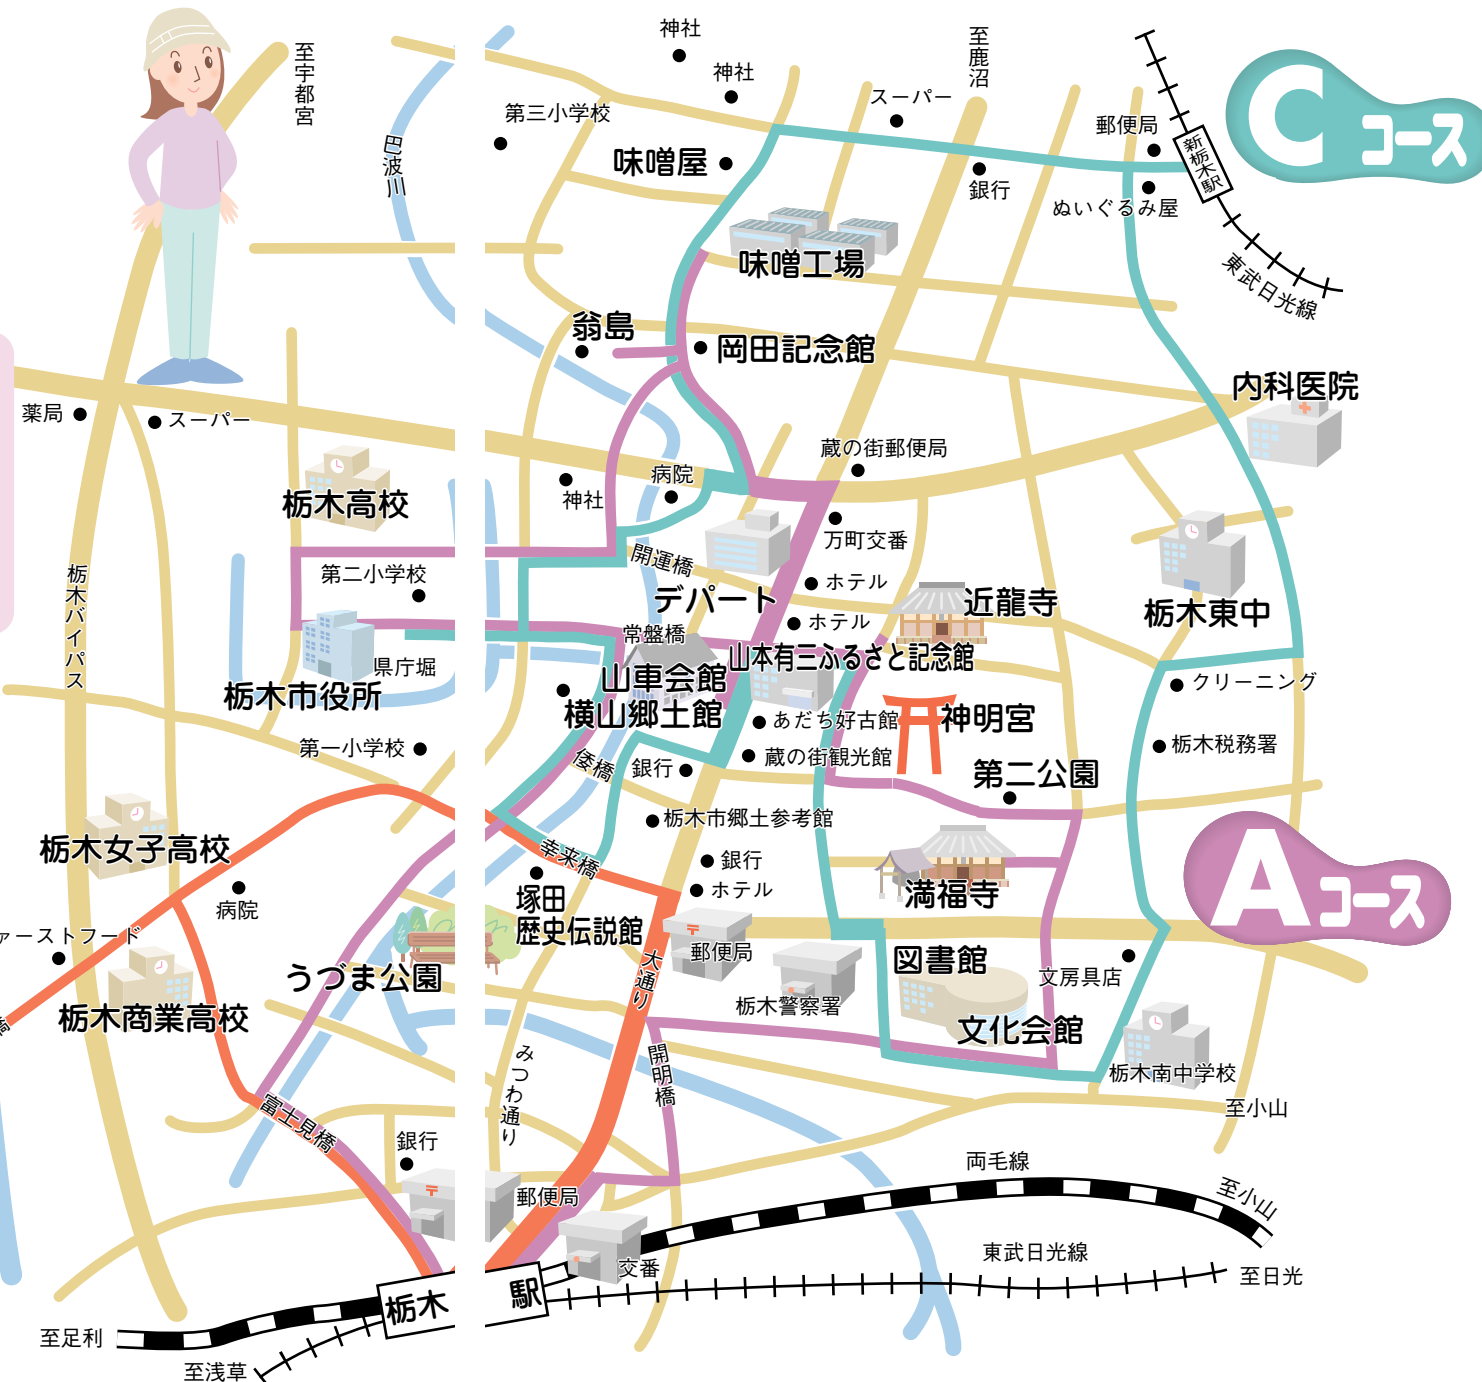 至宇都宮
巴波川
神社
神社
第三小学校
味噌屋
至鹿沼
スーパー
銀行
郵便局
ぬいぐるみ屋
新栃木駅
東武日光線
Cコース
味噌工場
翁島
岡田記念館
内科医院
薬局
スーパー
栃木高校
神社
病院
蔵の街郵便局
万町交番
開運橋
デパート
ホテル
ホテル
近龍寺
栃木東中
第二小学校
栃木バイパス
県庁堀
栃木市役所
常盤橋
山車会館
山本有三ふるさと記念館
横山郷土館
あだち好古館
神明宮
クリーニング
栃木税務署
第一小学校
倭橋
銀行
蔵の街観光館
第二公園
栃木市郷土参考館
栃木女子高校
幸来橋
銀行
ホテル
満福寺
Aコース
病院
塚田
歴史伝説館
ァーストフード
うづま公園
大通り
郵便局
栃木警察署
図書館
文房具店
文化会館
栃木商業高校
みつわ通り
開明橋
栃木南中学校
至小山
富士見橋
銀行
郵便局
交番
両毛線
至小山
東武日光線
至日光
栃木 駅
至足利
至浅草